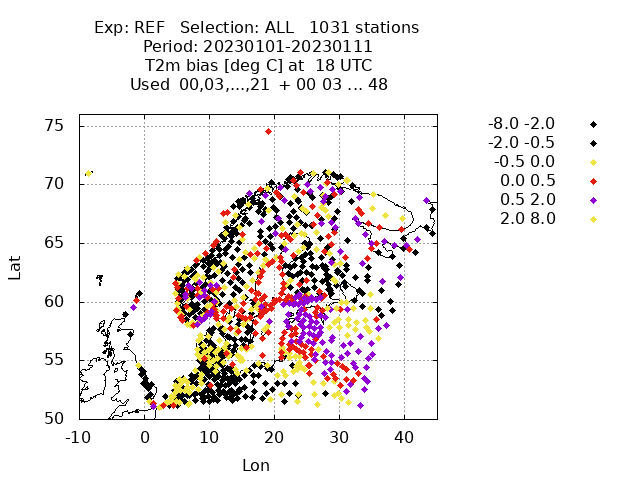 Exp: REF   Selection: ALL   1031 stations
Period: 20230101-20230111
T2m bias [deg C] at  18 UTC
Used  00,03,...,21  + 00 03 ... 48
75
70
65
60
55
50
Lat
-10 0 10 20 30 40
Lon
-8.0 -2.0
-2.0 -0.5
-0.5 0.0
0.0 0.5
0.5 2.0
2.0 8.0